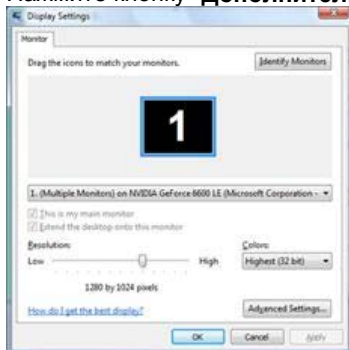 Display Settings
Monitor
Drag the icons to match your monitors.
Identify Monitors
1
1. (Multiple Monitors) on NVIDIA GeForce 6600 LE (Microsoft Corporation -
This is my main monitor
Extend the desktop onto this monitor
Resolution:
Colors:
Low
High
Highest (32 bit)
1280 by 1024 pixels
How do I get the best display?
Advanced Settings...
OK
Cancel
Apply